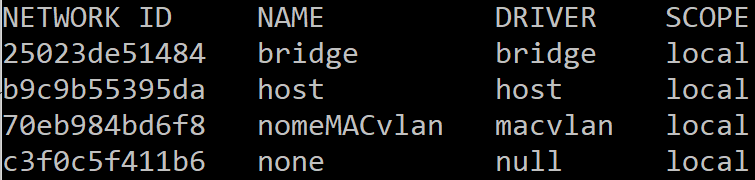 NETWORK ID NAME DRIVER SCOPE
25023de51484 bridge bridge local
b9c9b55395da host host local
70eb984bd6f8 nomeMACvlan macvlan local
c3f0c5f411b6 none null local